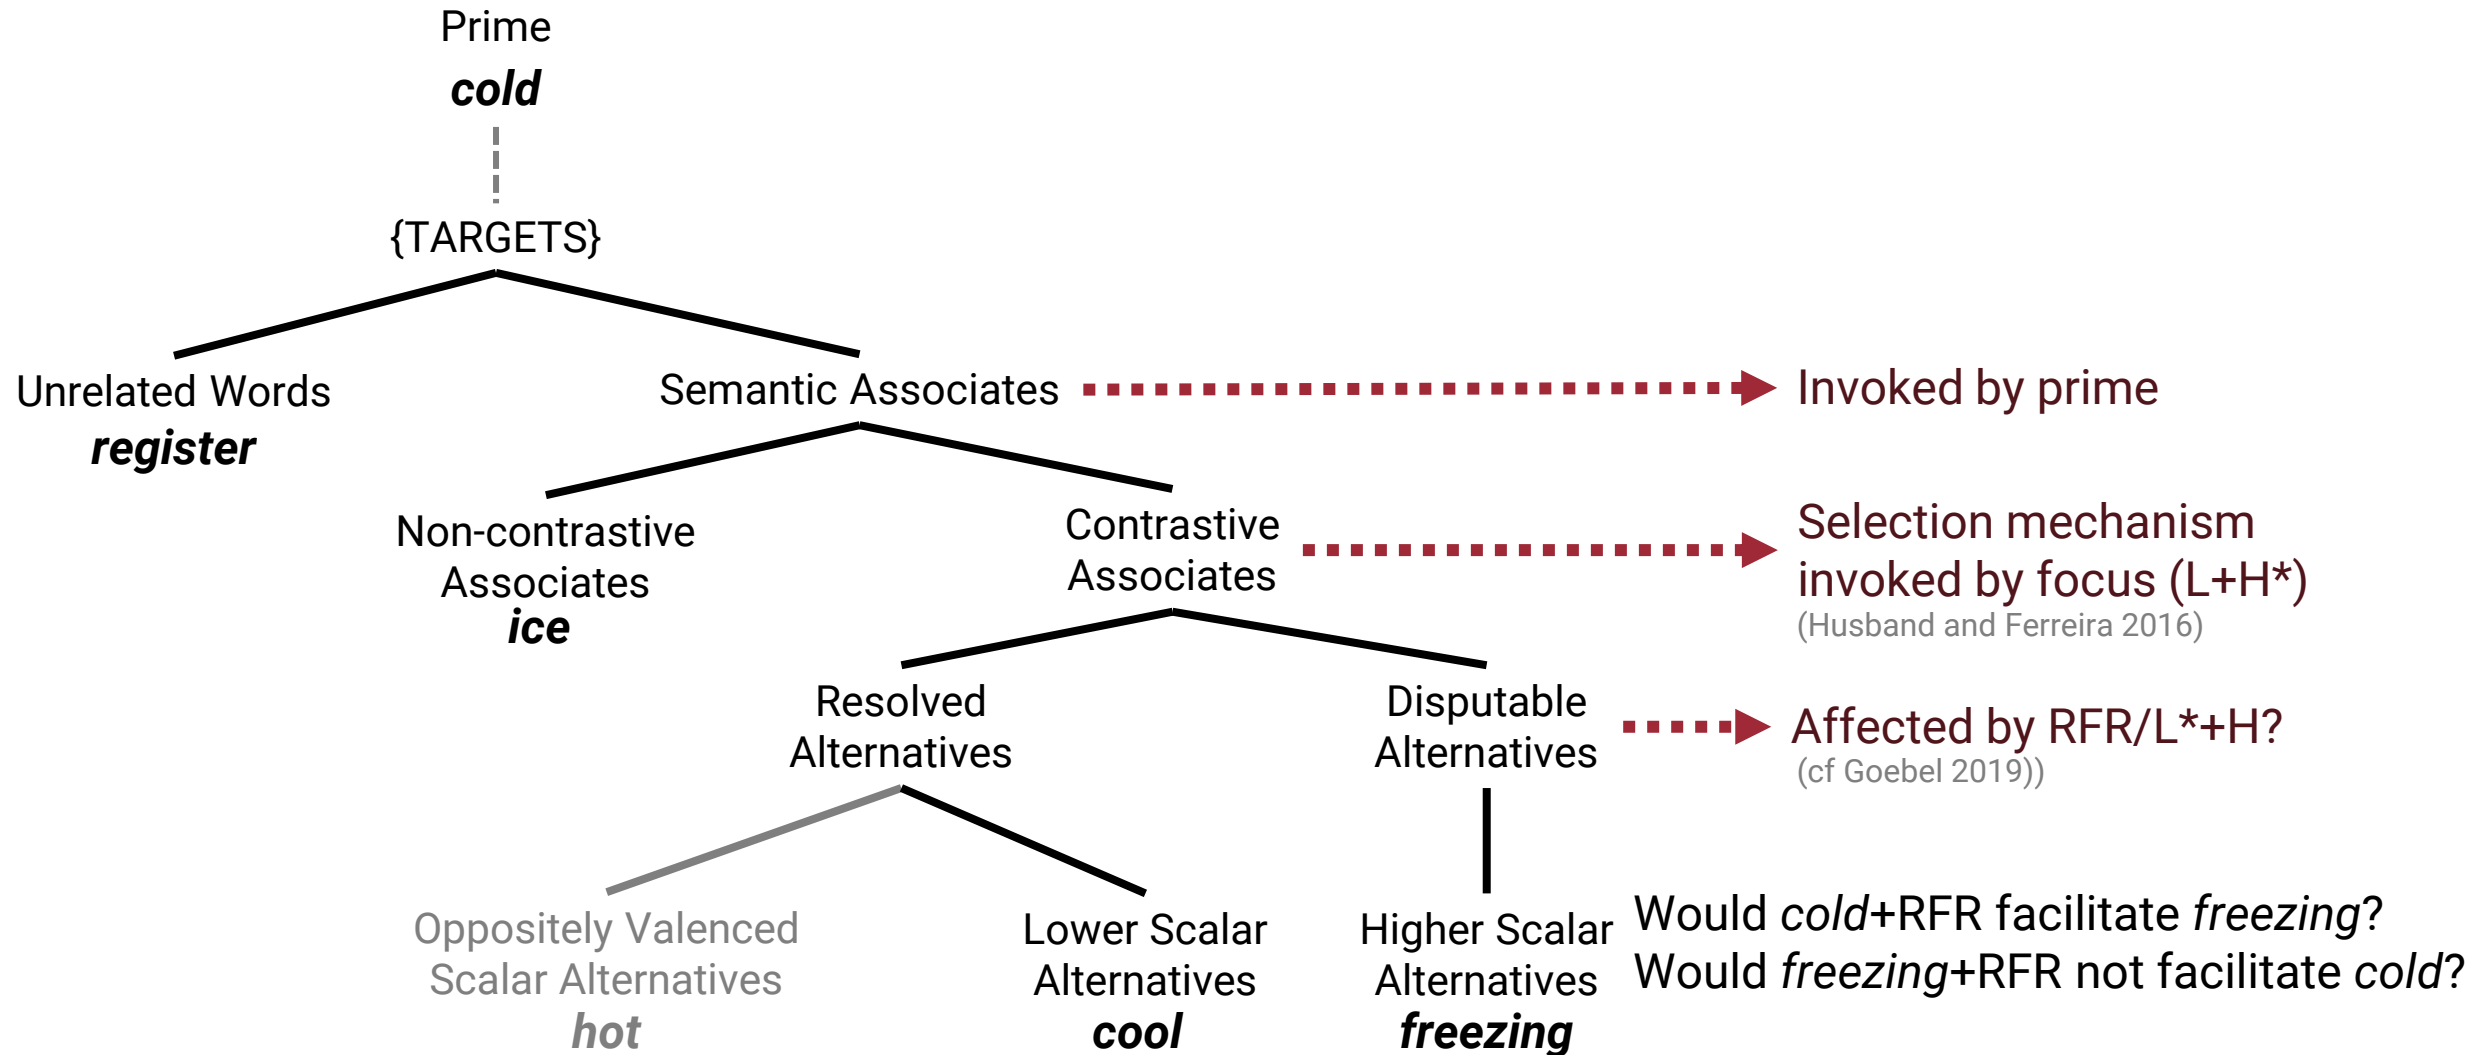 Prime
cold
{TARGETS}
Unrelated Words
register
Semantic Associates
Invoked by prime
Non-contrastive
Associates
ice
Contrastive
Associates
Selection mechanism
invoked by focus (L+H*)
(Husband and Ferreira 2016)
Resolved
Alternatives
Disputable
Alternatives
Affected by RFR/L*+H?
(cf Goebel 2019))
Oppositely Valenced
Scalar Alternatives
hot
Lower Scalar
Alternatives
cool
Higher Scalar
Alternatives
freezing
Would cold+RFR facilitate freezing?
Would freezing+RFR not facilitate cold?